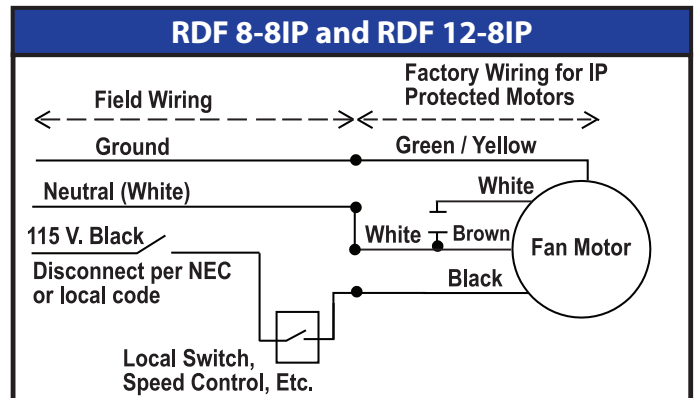 RDF 8-8IP and RDF 12-8IP
Field Wiring
Factory Wiring for IP
Protected Motors
Ground
Green / Yellow
Neutral (White)
White
115 V. Black
White
Brown
Fan Motor
Disconnect per NEC
or local code
Black
Local Switch,
Speed Control, Etc.